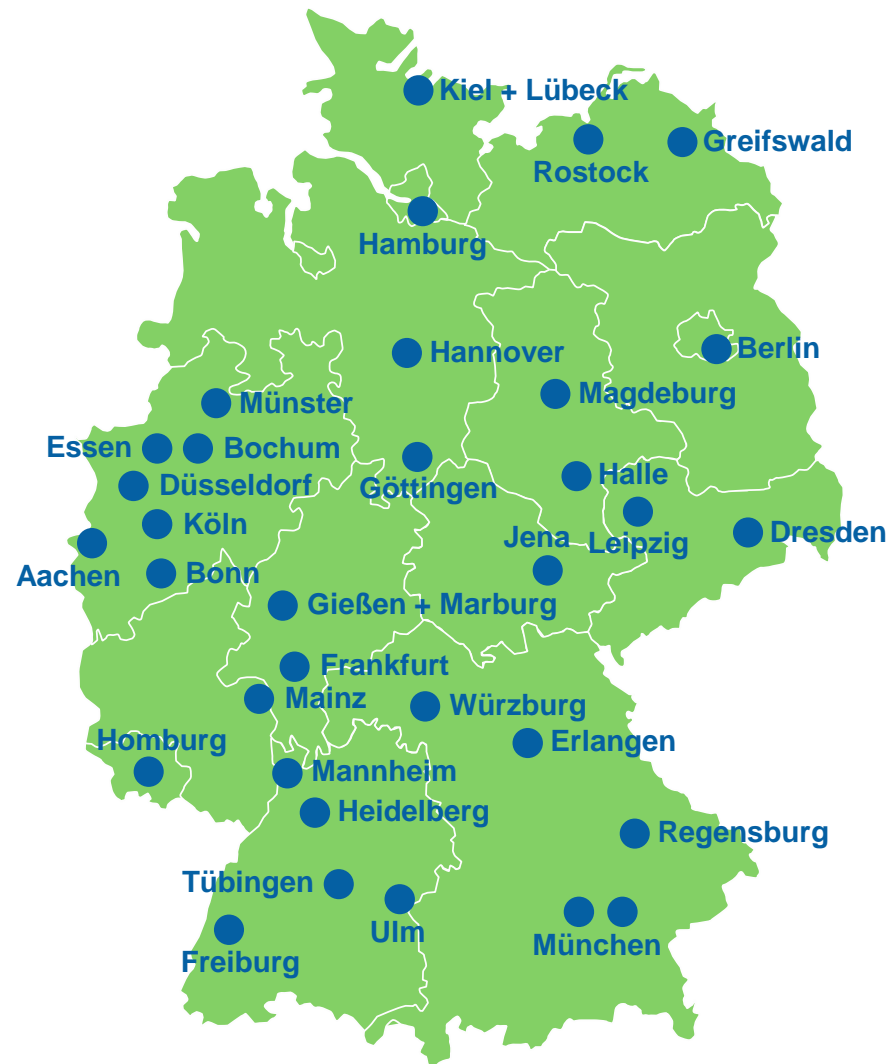 Kiel + Lübeck
Greifswald
Rostock
Hamburg
Hannover
Berlin
Magdeburg
Münster
Essen
Bochum
Göttingen
Halle
Düsseldorf
Köln
Jena
Leipzig
Dresden
Aachen
Bonn
Gießen + Marburg
Frankfurt
Mainz
Würzburg
Homburg
Erlangen
Mannheim
Heidelberg
Regensburg
Tübingen
Ulm
München
Freiburg